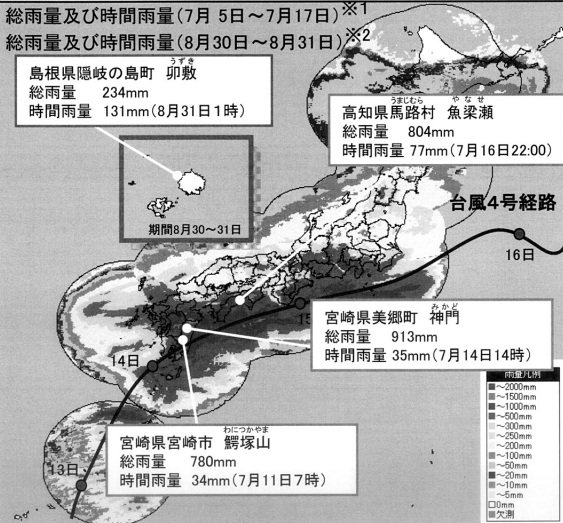 総雨量及び時間雨量(7月 5日～7月17日)※1
総雨量及び時間雨量(8月30日～8月31日)※2
島根県隠岐の島町 卯敷
うずき
総雨量 234mm
時間雨量 131mm(8月31日1時)
高知県馬路村 魚梁瀬
うまじむら やなせ
総雨量 804mm
時間雨量 77mm(7月16日22:00)
期間8月30～31日
台風4号経路
16日
15
宮崎県美郷町 神門
みかど
総雨量 913mm
時間雨量 35mm(7月14日14時)
14日
宮崎県宮崎市 鰐塚山
わにつかやま
総雨量 780mm
時間雨量 34mm(7月11日7時)
13日
雨量凡例
～2000mm
～1500mm
～1000mm
～500mm
～300mm
～250mm
～200mm
～100mm
～50mm
～20mm
～10mm
～5mm
0mm
欠測